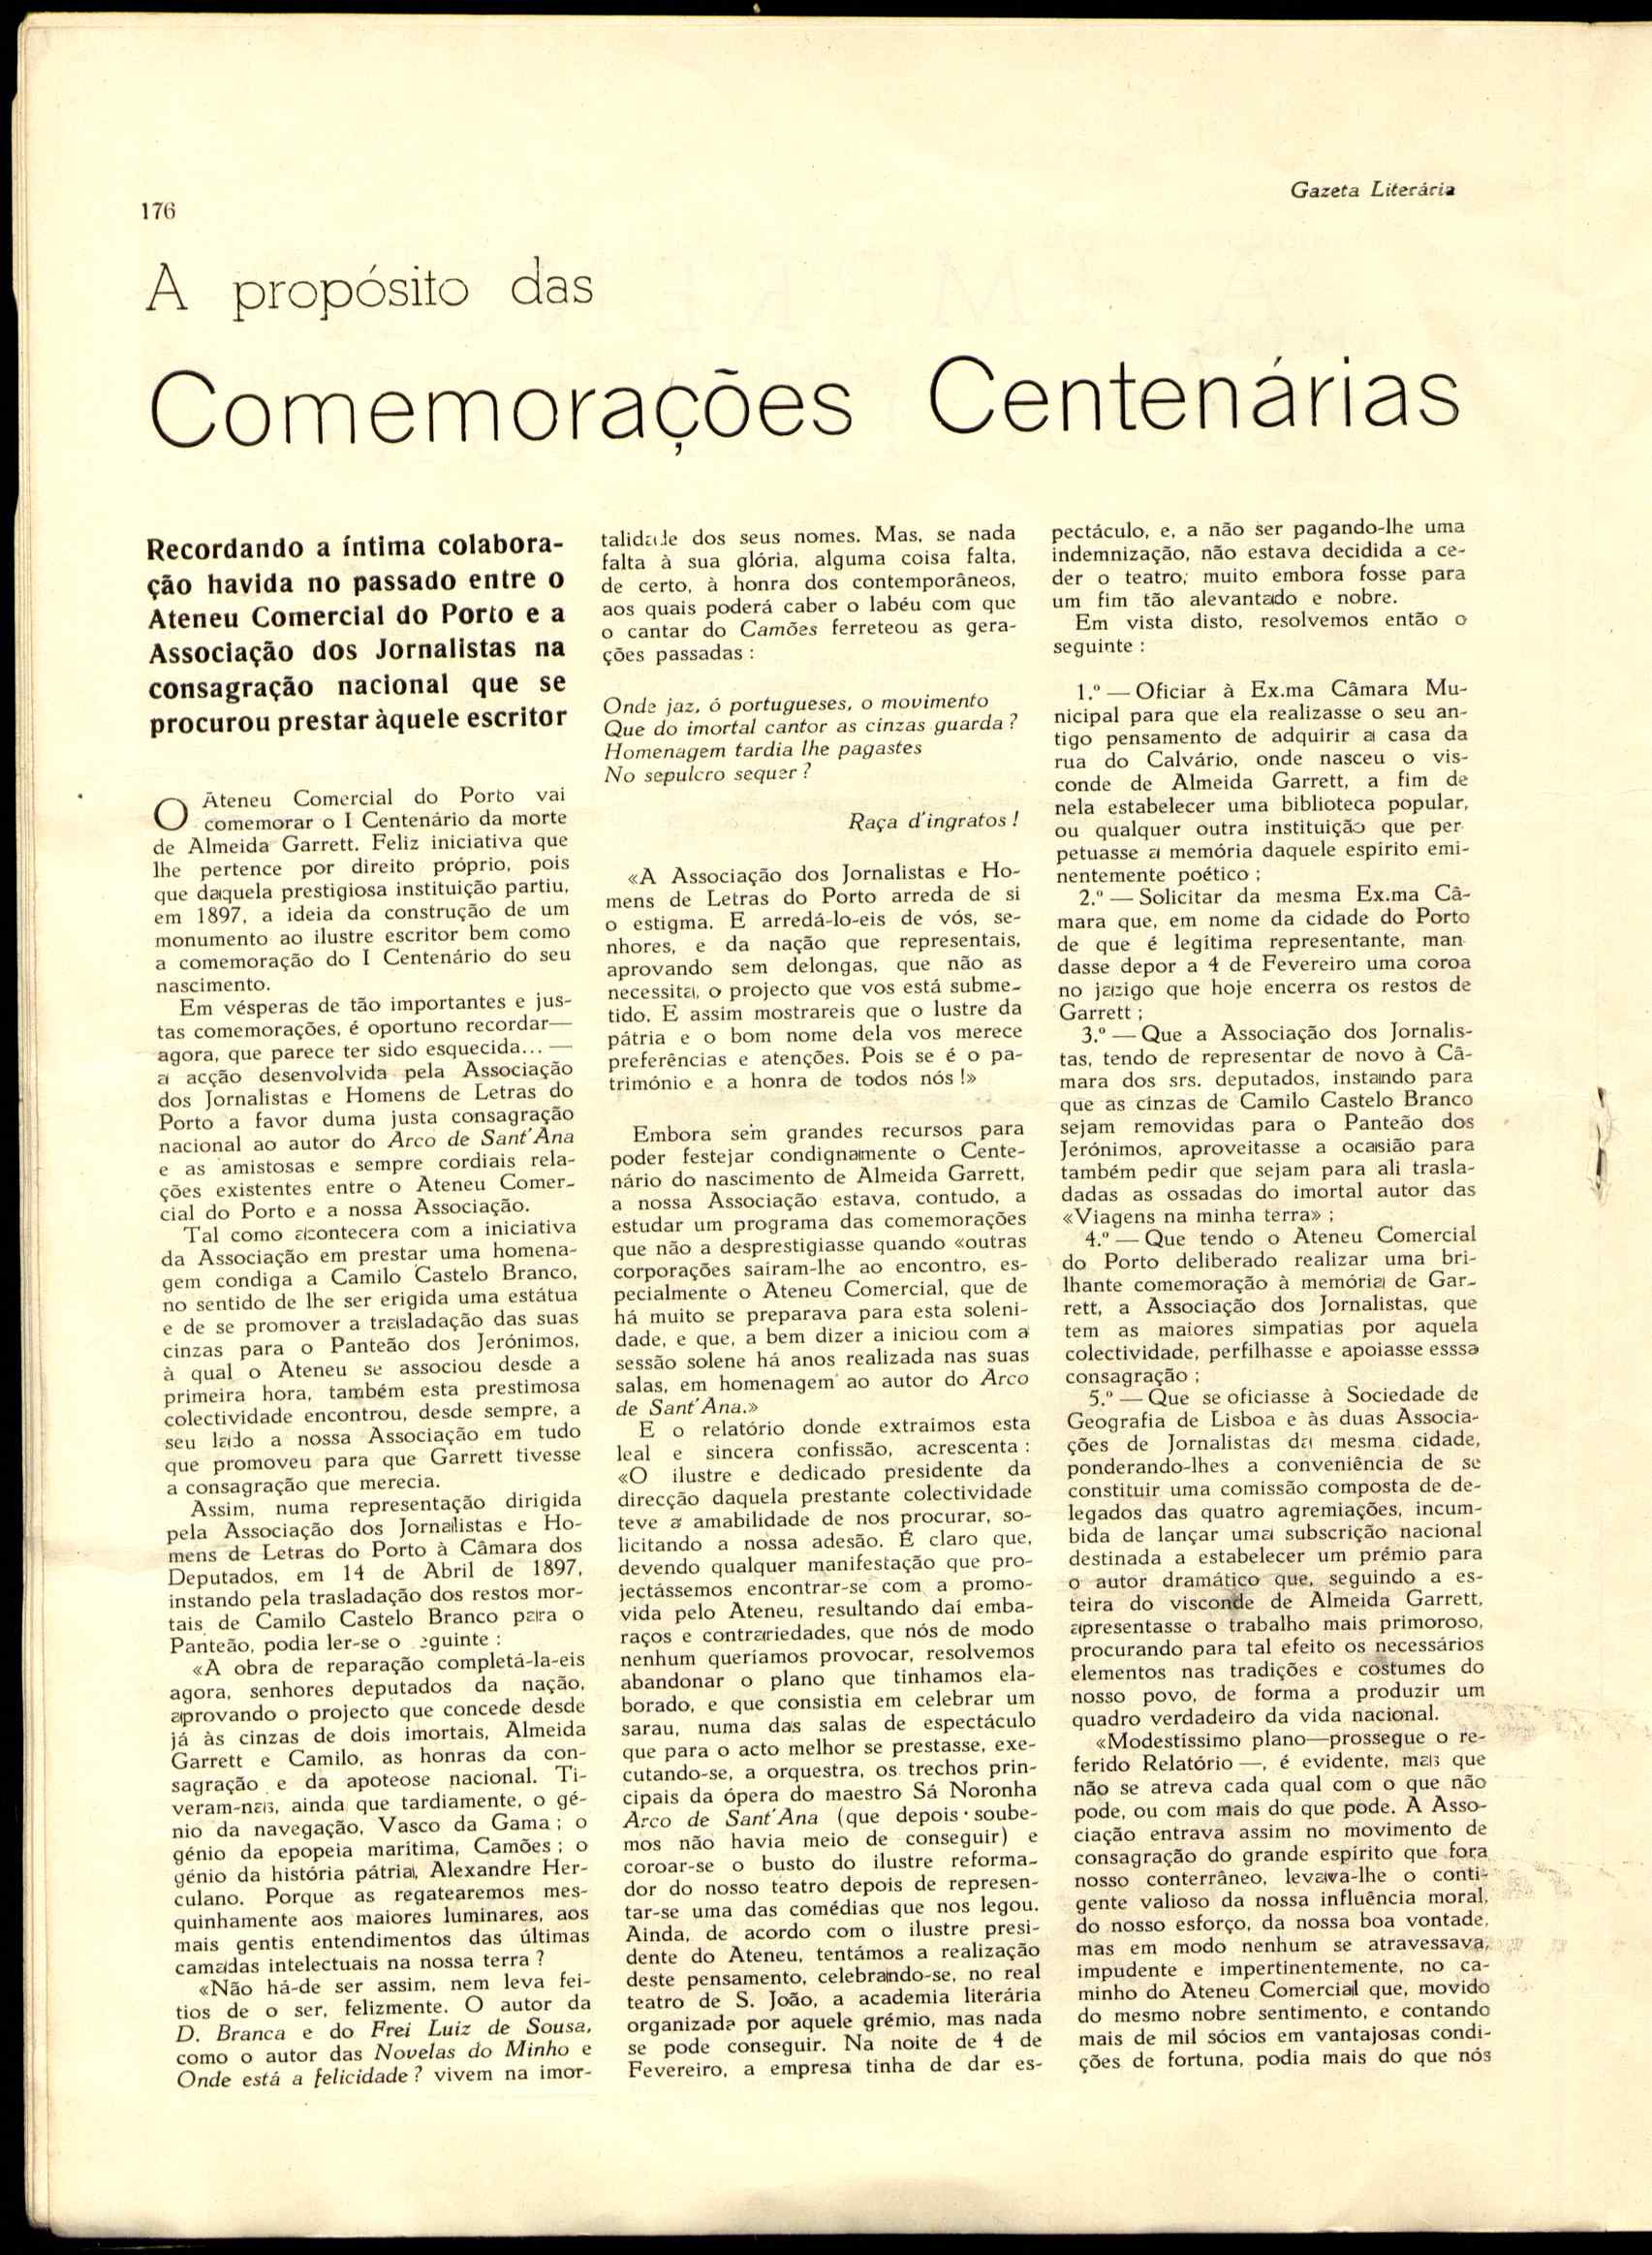 176
Gazeta Literária
A propósito das
Comemorações Centenárias
Recordando a íntima colabora-
ção havida no passado entre o
Ateneu Comercial do Porto e a
Associação dos Jornalistas na
consagração nacional que se
procurou prestar àquele escritor
O Ateneu Comercial do Porto vai
comemorar o I Centenário da morte
de Almeida Garrett. Feliz iniciativa que
lhe pertence por direito próprio, pois
que daquela prestigiosa instituição partiu,
em 1897, a ideia da construção de um
monumento ao ilustre escritor bem como
a comemoração do I Centenário do seu
nascimento.
Em vésperas de tão importantes e jus-
tas comemorações, é oportuno recordar—
agora, que parece ter sido esquecida... —
a acção desenvolvida pela Associação
dos Jornalistas e Homens de Letras do
Porto a favor duma justa consagração
nacional ao autor do Arco de Sant'Ana
e as amistosas e sempre cordiais rela-
ções existentes entre o Ateneu Comer-
cial do Porto e a nossa Associação.
Tal como acontecera com a iniciativa
da Associação em prestar uma homena-
gem condiga a Camilo Castelo Branco,
no sentido de lhe ser erigida uma estátua
e de se promover a trasladação das suas
cinzas para o Panteão dos Jerónimos,
à qual o Ateneu se associou desde a
primeira hora, também esta prestimosa
colectividade encontrou, desde sempre, a
seu lado a nossa Associação em tudo
que promoveu para que Garrett tivesse
a consagração que merecia.
Assim, numa representação dirigida
pela Associação dos Jornalistas e Ho-
mens de Letras do Porto à Câmara dos
Deputados, em 14 de Abril de 1897,
instando pela trasladação dos restos mor-
tais de Camilo Castelo Branco para o
Panteão, podia ler-se o eguinte :
«A obra de reparação completá-la-eis
agora, senhores deputados da nação,
aprovando o projecto que concede desde
já às cinzas de dois imortais, Almeida
Garrett e Camilo, as honras da con-
sagração e da apoteose nacional. Ti-
veram-nas, ainda que tardiamente, o gé-
nio da navegação, Vasco da Gama ; o
génio da epopeia marítima, Camões ; o
génio da história pátria, Alexandre Her-
culano. Porque as regatearemos mes-
quinhamente aos maiores luminares, aos
mais gentis entendimentos das últimas
camadas intelectuais na nossa terra ?
«Não há-de ser assim, nem leva fei-
tios de o ser, felizmente. O autor da
D. Branca e do Frei Luiz de Sousa,
como o autor das Novelas do Minho e
Onde está a felicidade ? vivem na imor-
talidade dos seus nomes. Mas, se nada
falta à sua glória, alguma coisa falta,
de certo, à honra dos contemporâneos,
aos quais poderá caber o labéu com que
o cantar do Camões ferreteou as gera-
ções passadas :
Onde jaz, ó portugueses, o movimento
Que do imortal cantor as cinzas guarda ?
Homenagem tardia lhe pagastes
No sepulcro sequer ?
Raça d'ingratos !
«A Associação dos Jornalistas e Ho-
mens de Letras do Porto arreda de si
o estigma. E arredá-lo-eis de vós, se-
nhores, e da nação que representais,
aprovando sem delongas, que não as
necessita, o projecto que vos está subme-
tido. E assim mostrareis que o lustre da
pátria e o bom nome dela vos merece
preferências e atenções. Pois se é o pa-
trimónio e a honra de todos nós !»
Embora sem grandes recursos para
poder festejar condignamente o Cente-
nário do nascimento de Almeida Garrett,
a nossa Associação estava, contudo, a
estudar um programa das comemorações
que não a desprestigiasse quando «outras
corporações saíram-lhe ao encontro, es-
pecialmente o Ateneu Comercial, que de
há muito se preparava para esta soleni-
dade, e que, a bem dizer a iniciou com a
sessão solene há anos realizada nas suas
salas, em homenagem ao autor do Arco
de Sant'Ana.»
E o relatório donde extraímos esta
leal e sincera confissão, acrescenta :
«O ilustre e dedicado presidente da
direcção daquela prestante colectividade
teve a amabilidade de nos procurar, so-
licitando a nossa adesão. É claro que,
devendo qualquer manifestação que pro-
jectássemos encontrar-se com a promo-
vida pelo Ateneu, resultando daí emba-
raços e contrariedades, que nós de modo
nenhum queríamos provocar, resolvemos
abandonar o plano que tínhamos ela-
borado, e que consistia em celebrar um
sarau, numa das salas de espectáculo
que para o acto melhor se prestasse, exe-
cutando-se, a orquestra, os trechos prin-
cipais da ópera do maestro Sá Noronha
Arco de Sant'Ana (que depois soube-
mos não havia meio de conseguir) e
coroar-se o busto do ilustre reforma-
dor do nosso teatro depois de represen-
tar-se uma das comédias que nos legou.
Ainda, de acordo com o ilustre presi-
dente do Ateneu, tentámos a realização
deste pensamento, celebrando-se, no real
teatro de S. João, a academia literária
organizada por aquele grémio, mas nada
se pode conseguir. Na noite de 4 de
Fevereiro, a empresa tinha de dar es-
pectáculo, e, a não ser pagando-lhe uma
indemnização, não estava decidida a ce-
der o teatro, muito embora fosse para
um fim tão alevantado e nobre.
Em vista disto, resolvemos então o
seguinte :
1.º — Oficiar à Ex.ma Câmara Mu-
nicipal para que ela realizasse o seu an-
tigo pensamento de adquirir a casa da
rua do Calvário, onde nasceu o vis-
conde de Almeida Garrett, a fim de
nela estabelecer uma biblioteca popular,
ou qualquer outra instituição que per-
petuasse a memória daquele espírito emi-
nentemente poético ;
2.º — Solicitar da mesma Ex.ma Câ-
mara que, em nome da cidade do Porto
de que é legítima representante, man-
dasse depor a 4 de Fevereiro uma coroa
no jazigo que hoje encerra os restos de
Garrett ;
3.º — Que a Associação dos Jornalis-
tas, tendo de representar de novo à Câ-
mara dos srs. deputados, instando para
que as cinzas de Camilo Castelo Branco
sejam removidas para o Panteão dos
Jerónimos, aproveitasse a ocasião para
também pedir que sejam para ali trasla-
dadas as ossadas do imortal autor das
«Viagens na minha terra» ;
4.º — Que tendo o Ateneu Comercial
do Porto deliberado realizar uma bri-
lhante comemoração à memória de Gar-
rett, a Associação dos Jornalistas, que
tem as maiores simpatias por aquela
colectividade, perfilhasse e apoiasse esssa
consagração ;
5.º — Que se oficiasse à Sociedade de
Geografia de Lisboa e às duas Associa-
ções de Jornalistas da mesma cidade,
ponderando-lhes a conveniência de se
constituir uma comissão composta de de-
legados das quatro agremiações, incum-
bida de lançar uma subscrição nacional
destinada a estabelecer um prémio para
o autor dramático que, seguindo a es-
teira do visconde de Almeida Garrett,
apresentasse o trabalho mais primoroso,
procurando para tal efeito os necessários
elementos nas tradições e costumes do
nosso povo, de forma a produzir um
quadro verdadeiro da vida nacional.
«Modestíssimo plano—prossegue o re-
ferido Relatório —, é evidente, mas que
não se atreva cada qual com o que não
pode, ou com mais do que pode. A Asso-
ciação entrava assim no movimento de
consagração do grande espírito que fora
nosso conterrâneo, levava-lhe o conti-
gente valioso da nossa influência moral,
do nosso esforço, da nossa boa vontade,
mas em modo nenhum se atravessava,
impudente e impertinentemente, no ca-
minho do Ateneu Comercial que, movido
do mesmo nobre sentimento, e contando
mais de mil sócios em vantajosas condi-
ções de fortuna, podia mais do que nós